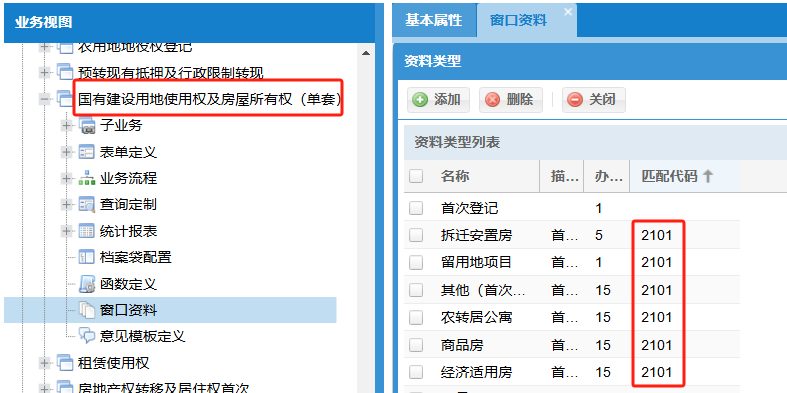 业务视图
农用地地役权登记
预转现有抵押及行政限制转现
国有建设用地使用权及房屋所有权（单套）
子业务
表单定义
业务流程
查询定制
统计报表
档案袋配置
函数定义
窗口资料
意见模板定义
租赁使用权
房地产权转移及居住权首次
基本属性 窗口资料
资料类型
添加 删除 关闭
资料类型列表
名称 描... 办... 匹配代码
首次登记 1
拆迁安置房 首... 5 2101
留用地项目 首... 1 2101
其他（首次... 首... 15 2101
农转居公寓 首... 15 2101
商品房 首... 15 2101
经济适用房 首... 15 2101